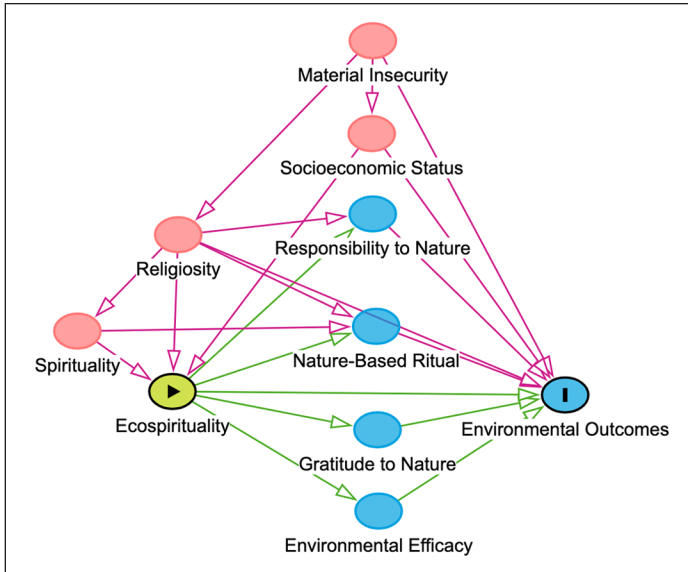 Material Insecurity
Socioeconomic Status
Responsibility to Nature
Religiosity
Nature-Based Ritual
Spirituality
Ecospirituality
Environmental Outcomes
Gratitude to Nature
Environmental Efficacy